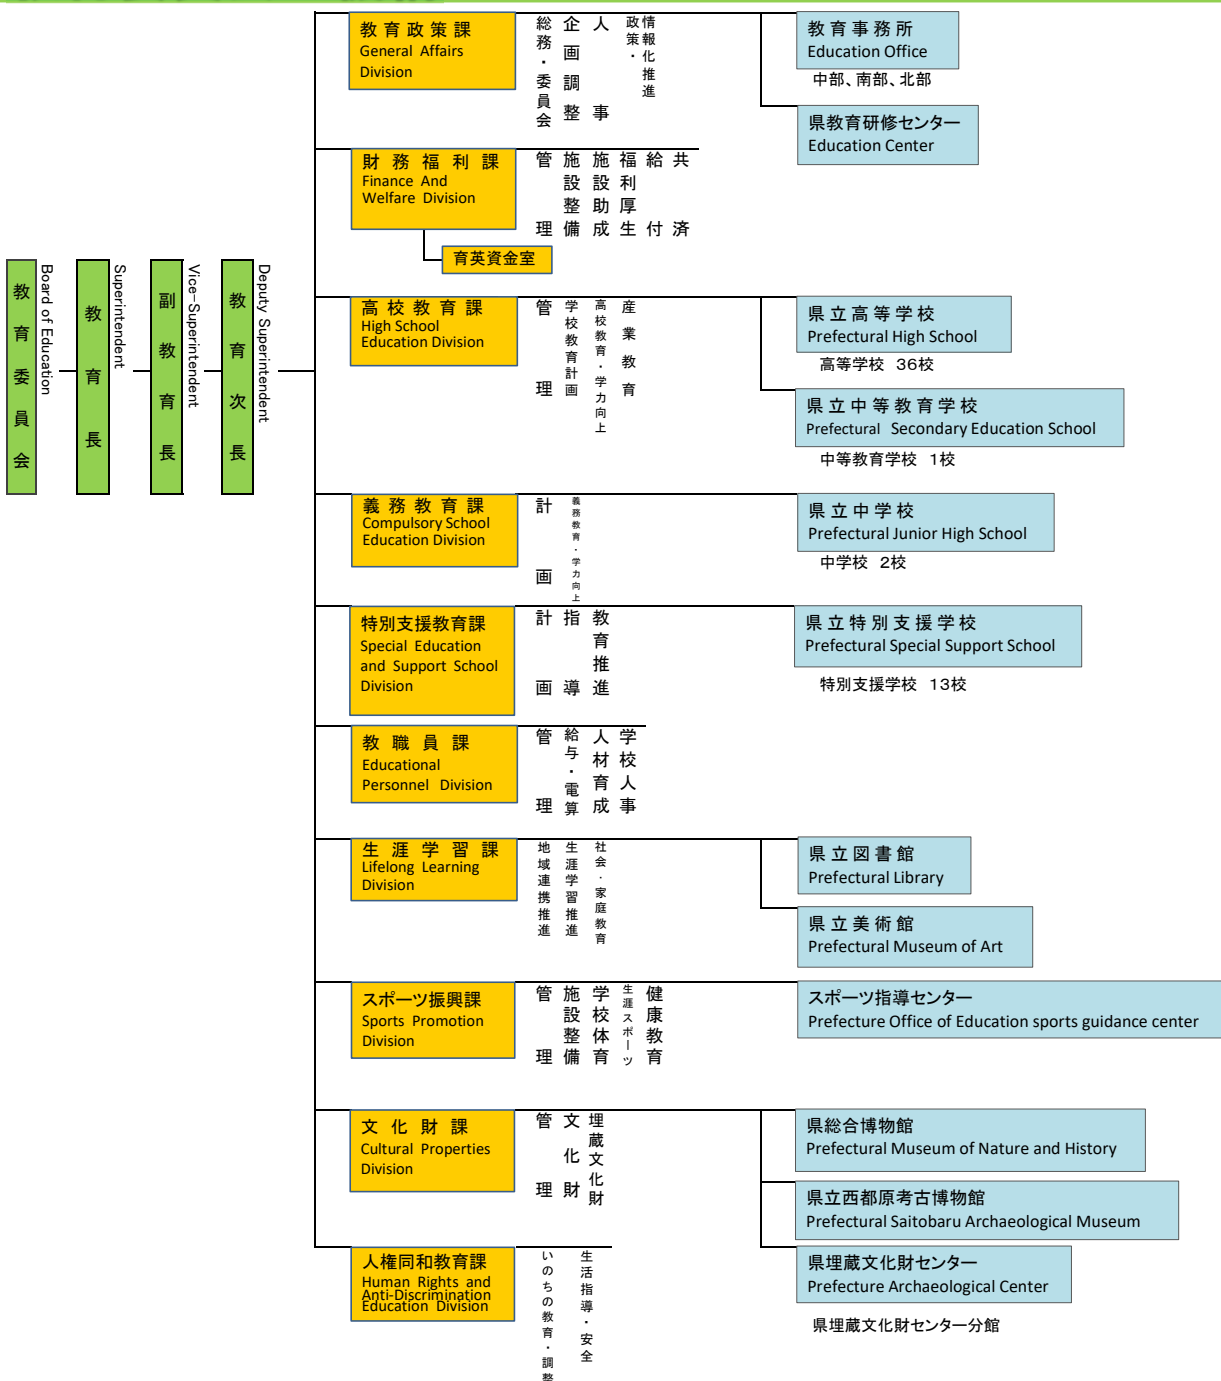 教育委員会
Board of Education
教育長
Superintendent
副教育長
Vice-Superintendent
教育次長
Deputy Superintendent
教育政策課
General Affairs
Division
総務・委員会
企画調整
人事
政策・
情報化推進
教育事務所
Education Office
中部、南部、北部
県教育研修センター
Education Center
財務福利課
Finance And
Welfare Division
管理
施設整備
施設助成
福利厚生
給付
共済
育英資金室
高校教育課
High School
Education Division
管理
学校教育計画
高校教育・学力向上
産業教育
県立高等学校
Prefectural High School
高等学校 36校
県立中等教育学校
Prefectural Secondary Education School
中等教育学校 1校
義務教育課
Compulsory School
Education Division
計画
義務教育・学力向上
県立中学校
Prefectural Junior High School
中学校 2校
特別支援教育課
Special Education
and Support School
Division
計画
指導
教育推進
県立特別支援学校
Prefectural Special Support School
特別支援学校 13校
教職員課
Educational
Personnel Division
管理
給与・電算
人材育成
学校人事
生涯学習課
Lifelong Learning
Division
地域連携推進
生涯学習推進
社会・家庭教育
県立図書館
Prefectural Library
県立美術館
Prefectural Museum of Art
スポーツ振興課
Sports Promotion
Division
管理
施設整備
学校体育
生涯スポーツ
健康教育
スポーツ指導センター
Prefecture Office of Education sports guidance center
文化財課
Cultural Properties
Division
管理
文化財
埋蔵文化財
県総合博物館
Prefectural Museum of Nature and History
県立西都原考古博物館
Prefectural Saitobaru Archaeological Museum
県埋蔵文化財センター
Prefecture Archaeological Center
県埋蔵文化財センター分館
人権同和教育課
Human Rights and
Anti-Discrimination
Education Division
いのちの教育・調整
生活指導・安全